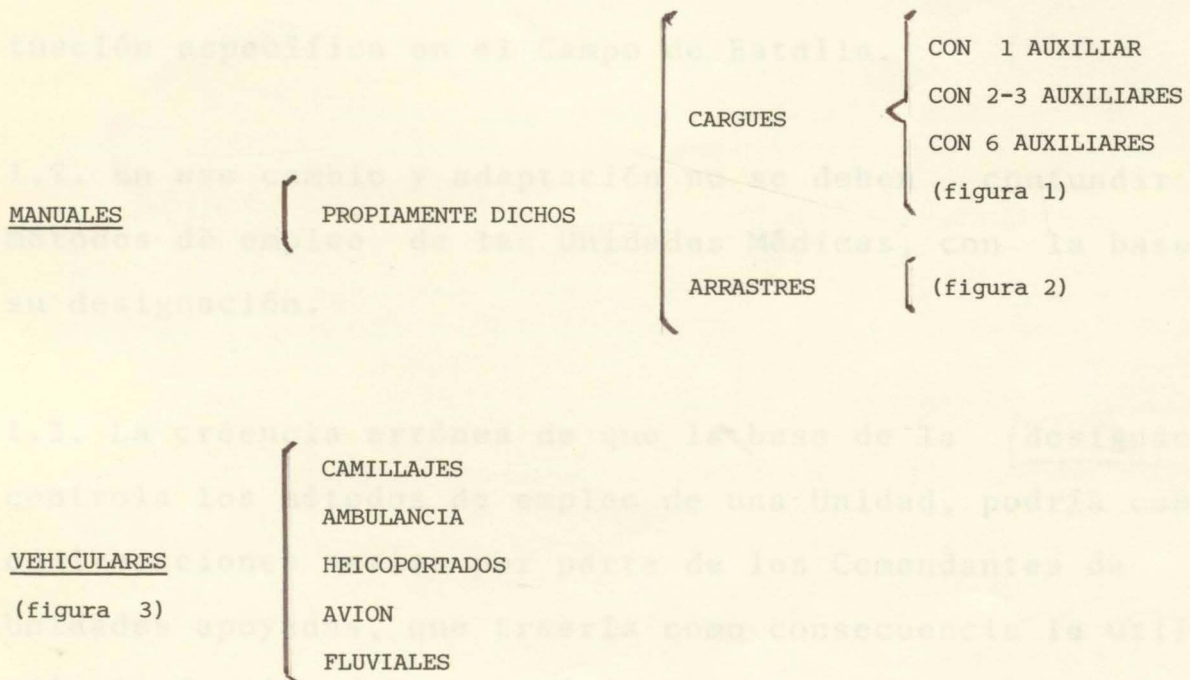 CON 1 AUXILIAR
CARGUES CON 2-3 AUXILIARES
CON 6 AUXILIARES
(figura 1)
MANUALES PROPIAMENTE DICHOS
ARRASTRES (figura 2)
CAMILLAJES
AMBULANCIA
VEHICULARES HEICOPORTADOS
(figura 3) AVION
FLUVIALES
tuación específica en el Campo de Batalla.
1.2. En ese cambio y adaptación no se deben confundir
métodos de empleo de las Unidades Médicas, con la base
su designación.
1.3. La creencia errónea de que la base de la
controla los métodos de empleo de una Unidad, podría
por parte de los Comandantes de
Unidades apoyadas, que traería como consecuencia la